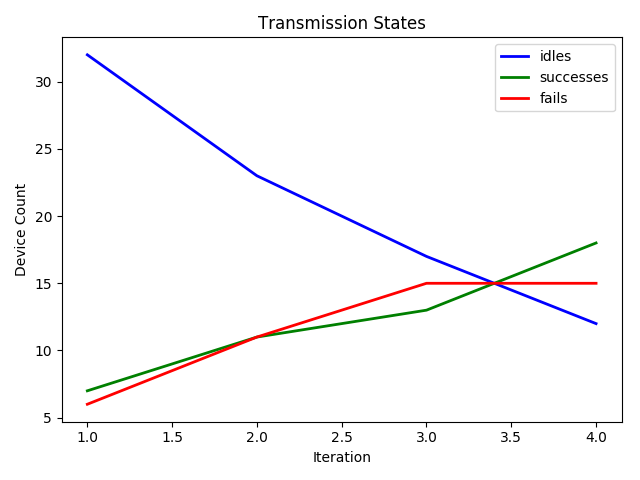 Transmission States
idles
successes
fails
Device Count
30
25
20
15
10
5
1.0 1.5 2.0 2.5 3.0 3.5 4.0
Iteration